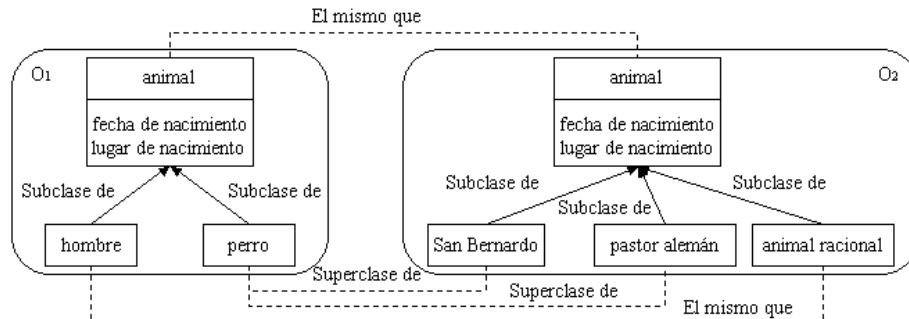 El mismo que
O1
animal
fecha de nacimiento
lugar de nacimiento
Subclase de
Subclase de
hombre
perro
O2
animal
fecha de nacimiento
lugar de nacimiento
Subclase de
Subclase de
Subclase de
San Bernardo
pastor alemán
animal racional
Superclase de
Superclase de
El mismo que